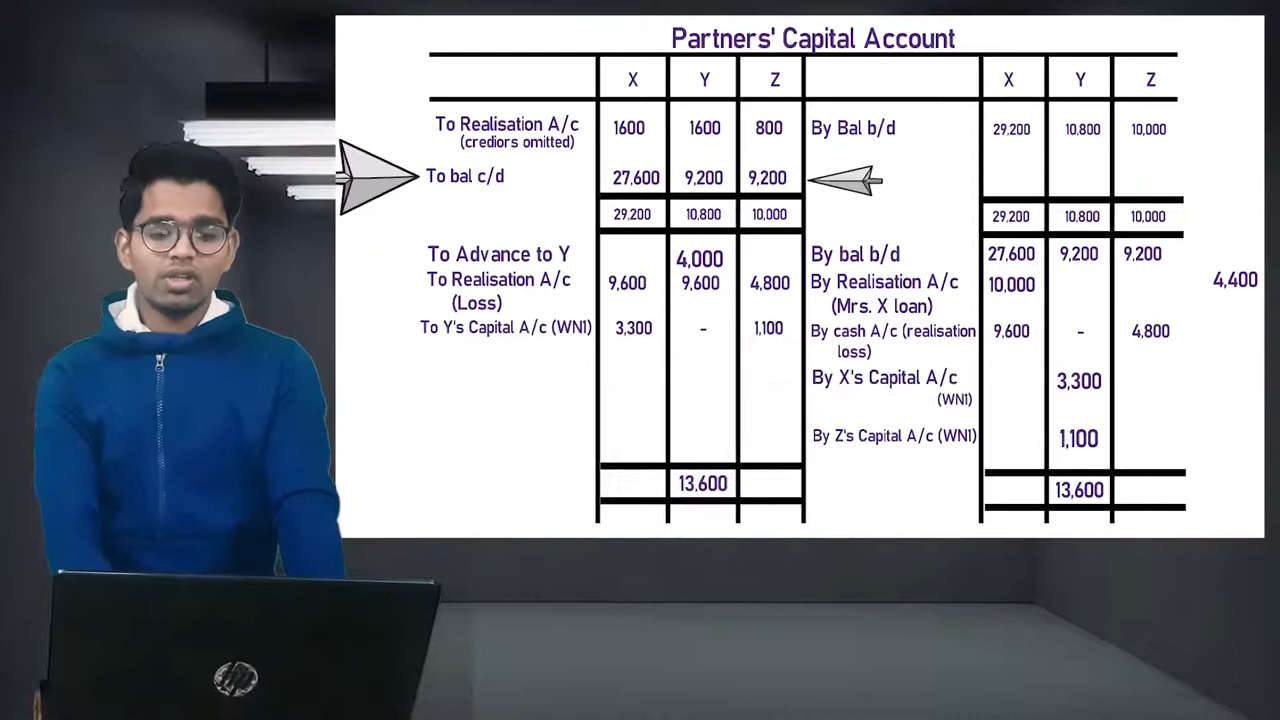 Partners' Capital Account
X Y Z X Y Z
To Realisation A/c 1600 1600 800 By Bal b/d 29,200 10,800 10,000
(crediors omitted)
To bal c/d 27,600 9,200 9,200
29,200 10,800 10,000 29,200 10,800 10,000
To Advance to Y 4,000 By bal b/d 27,600 9,200 9,200
To Realisation A/c 9,600 9,600 4,800 By Realisation A/c 10,000 4,400
(Loss) (Mrs. X loan)
To Y's Capital A/c (WN1) 3,300 - 1,100 By cash A/c (realisation 9,600 - 4,800
loss)
By X's Capital A/c 3,300
(WN1)
By Z's Capital A/c (WN1) 1,100
13,600 13,600
hp